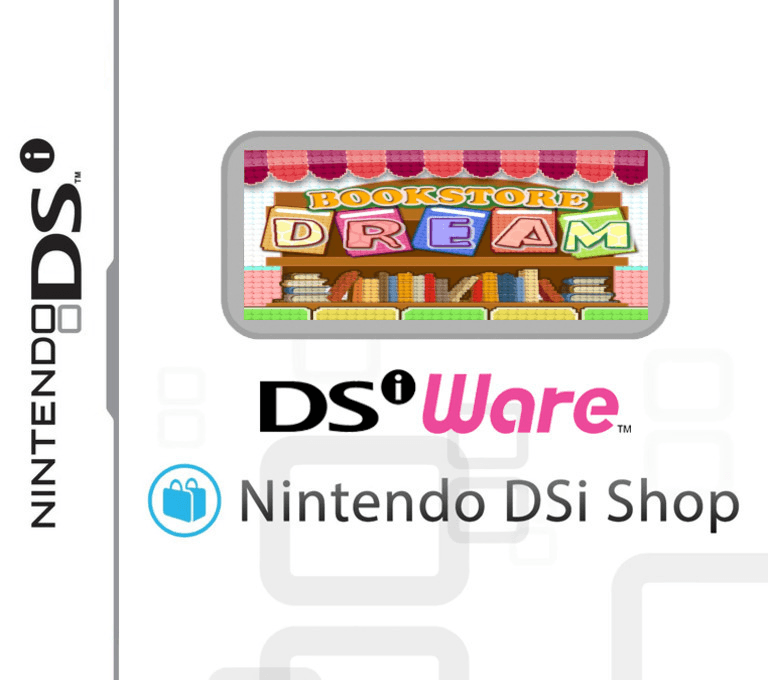 NINTENDO DSi™
BOOKSTORE
DREAM
DSiWare™
Nintendo DSi Shop